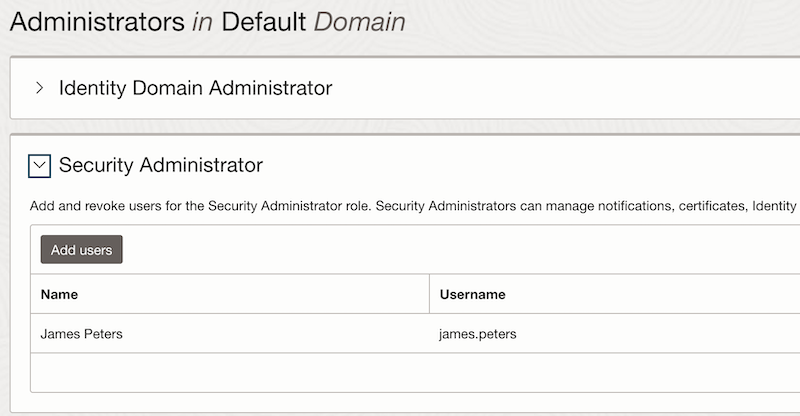 Administrators in Default Domain
Identity Domain Administrator
Security Administrator
Add and revoke users for the Security Administrator role. Security Administrators can manage notifications, certificates, Identity
Add users
Name Username
James Peters james.peters